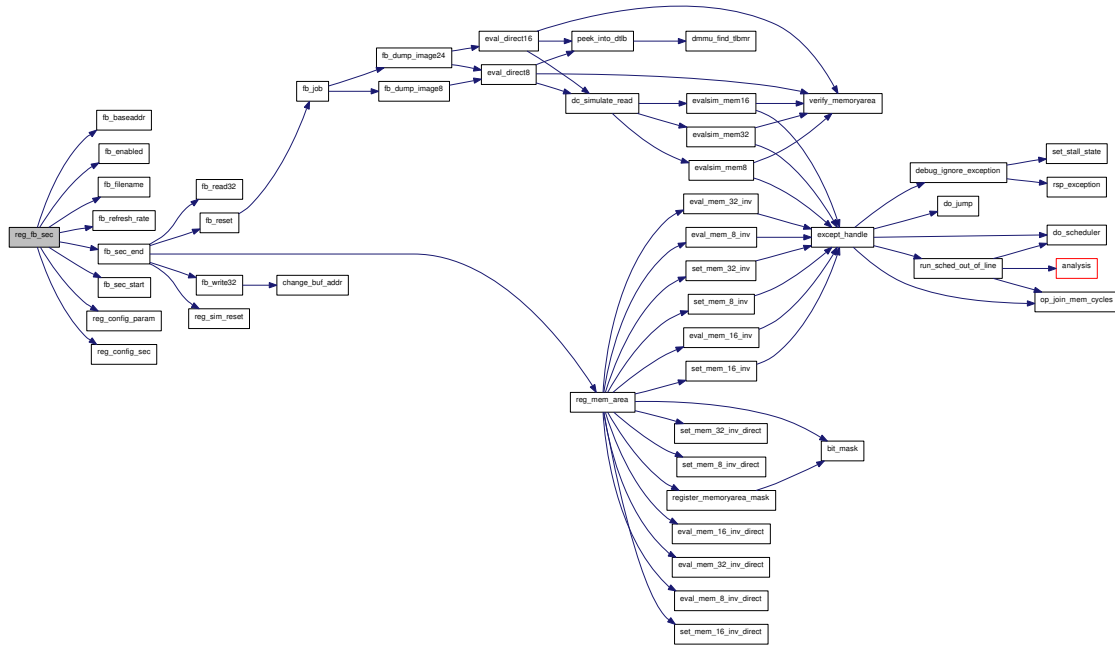 reg_fb_sec
fb_baseaddr
fb_enabled
fb_filename
fb_refresh_rate
fb_sec_end
fb_sec_start
reg_config_param
reg_config_sec
fb_read32
fb_reset
fb_write32
reg_sim_reset
change_buf_addr
fb_job
fb_dump_image24
fb_dump_image8
eval_direct16
eval_direct8
peek_into_dtlb
dmmu_find_tlbmr
dc_simulate_read
evalsim_mem16
evalsim_mem32
evalsim_mem8
verify_memoryarea
reg_mem_area
eval_mem_32_inv
eval_mem_8_inv
set_mem_32_inv
set_mem_8_inv
eval_mem_16_inv
set_mem_16_inv
set_mem_32_inv_direct
set_mem_8_inv_direct
register_memoryarea_mask
eval_mem_16_inv_direct
eval_mem_32_inv_direct
eval_mem_8_inv_direct
set_mem_16_inv_direct
bit_mask
except_handle
debug_ignore_exception
do_jump
run_sched_out_of_line
set_stall_state
rsp_exception
do_scheduler
analysis
op_join_mem_cycles